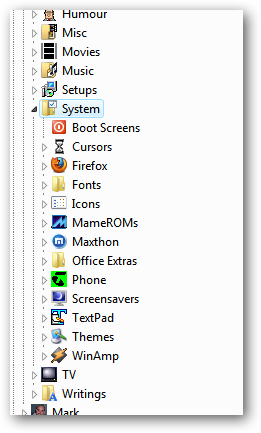 Humour
Misc
Movies
Music
Setups
System
Boot Screens
Cursors
Firefox
Fonts
Icons
MameROMs
Maxthon
Office Extras
Phone
Screensavers
TextPad
Themes
WinAmp
TV
Writings
Mark